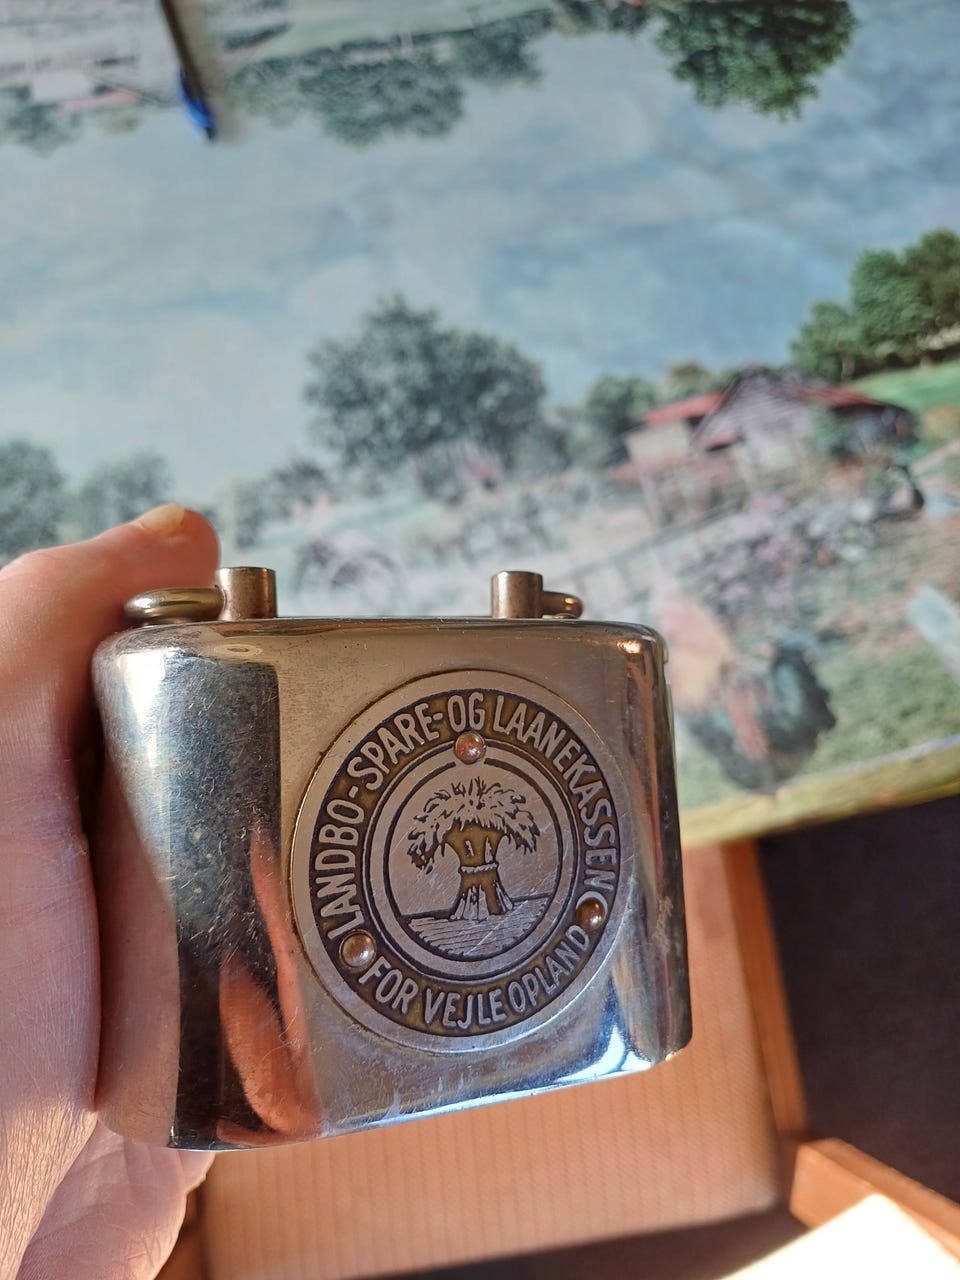 LANDBO-SPARE-OG LAANEKASSEN
FOR VEJLE OPLAND